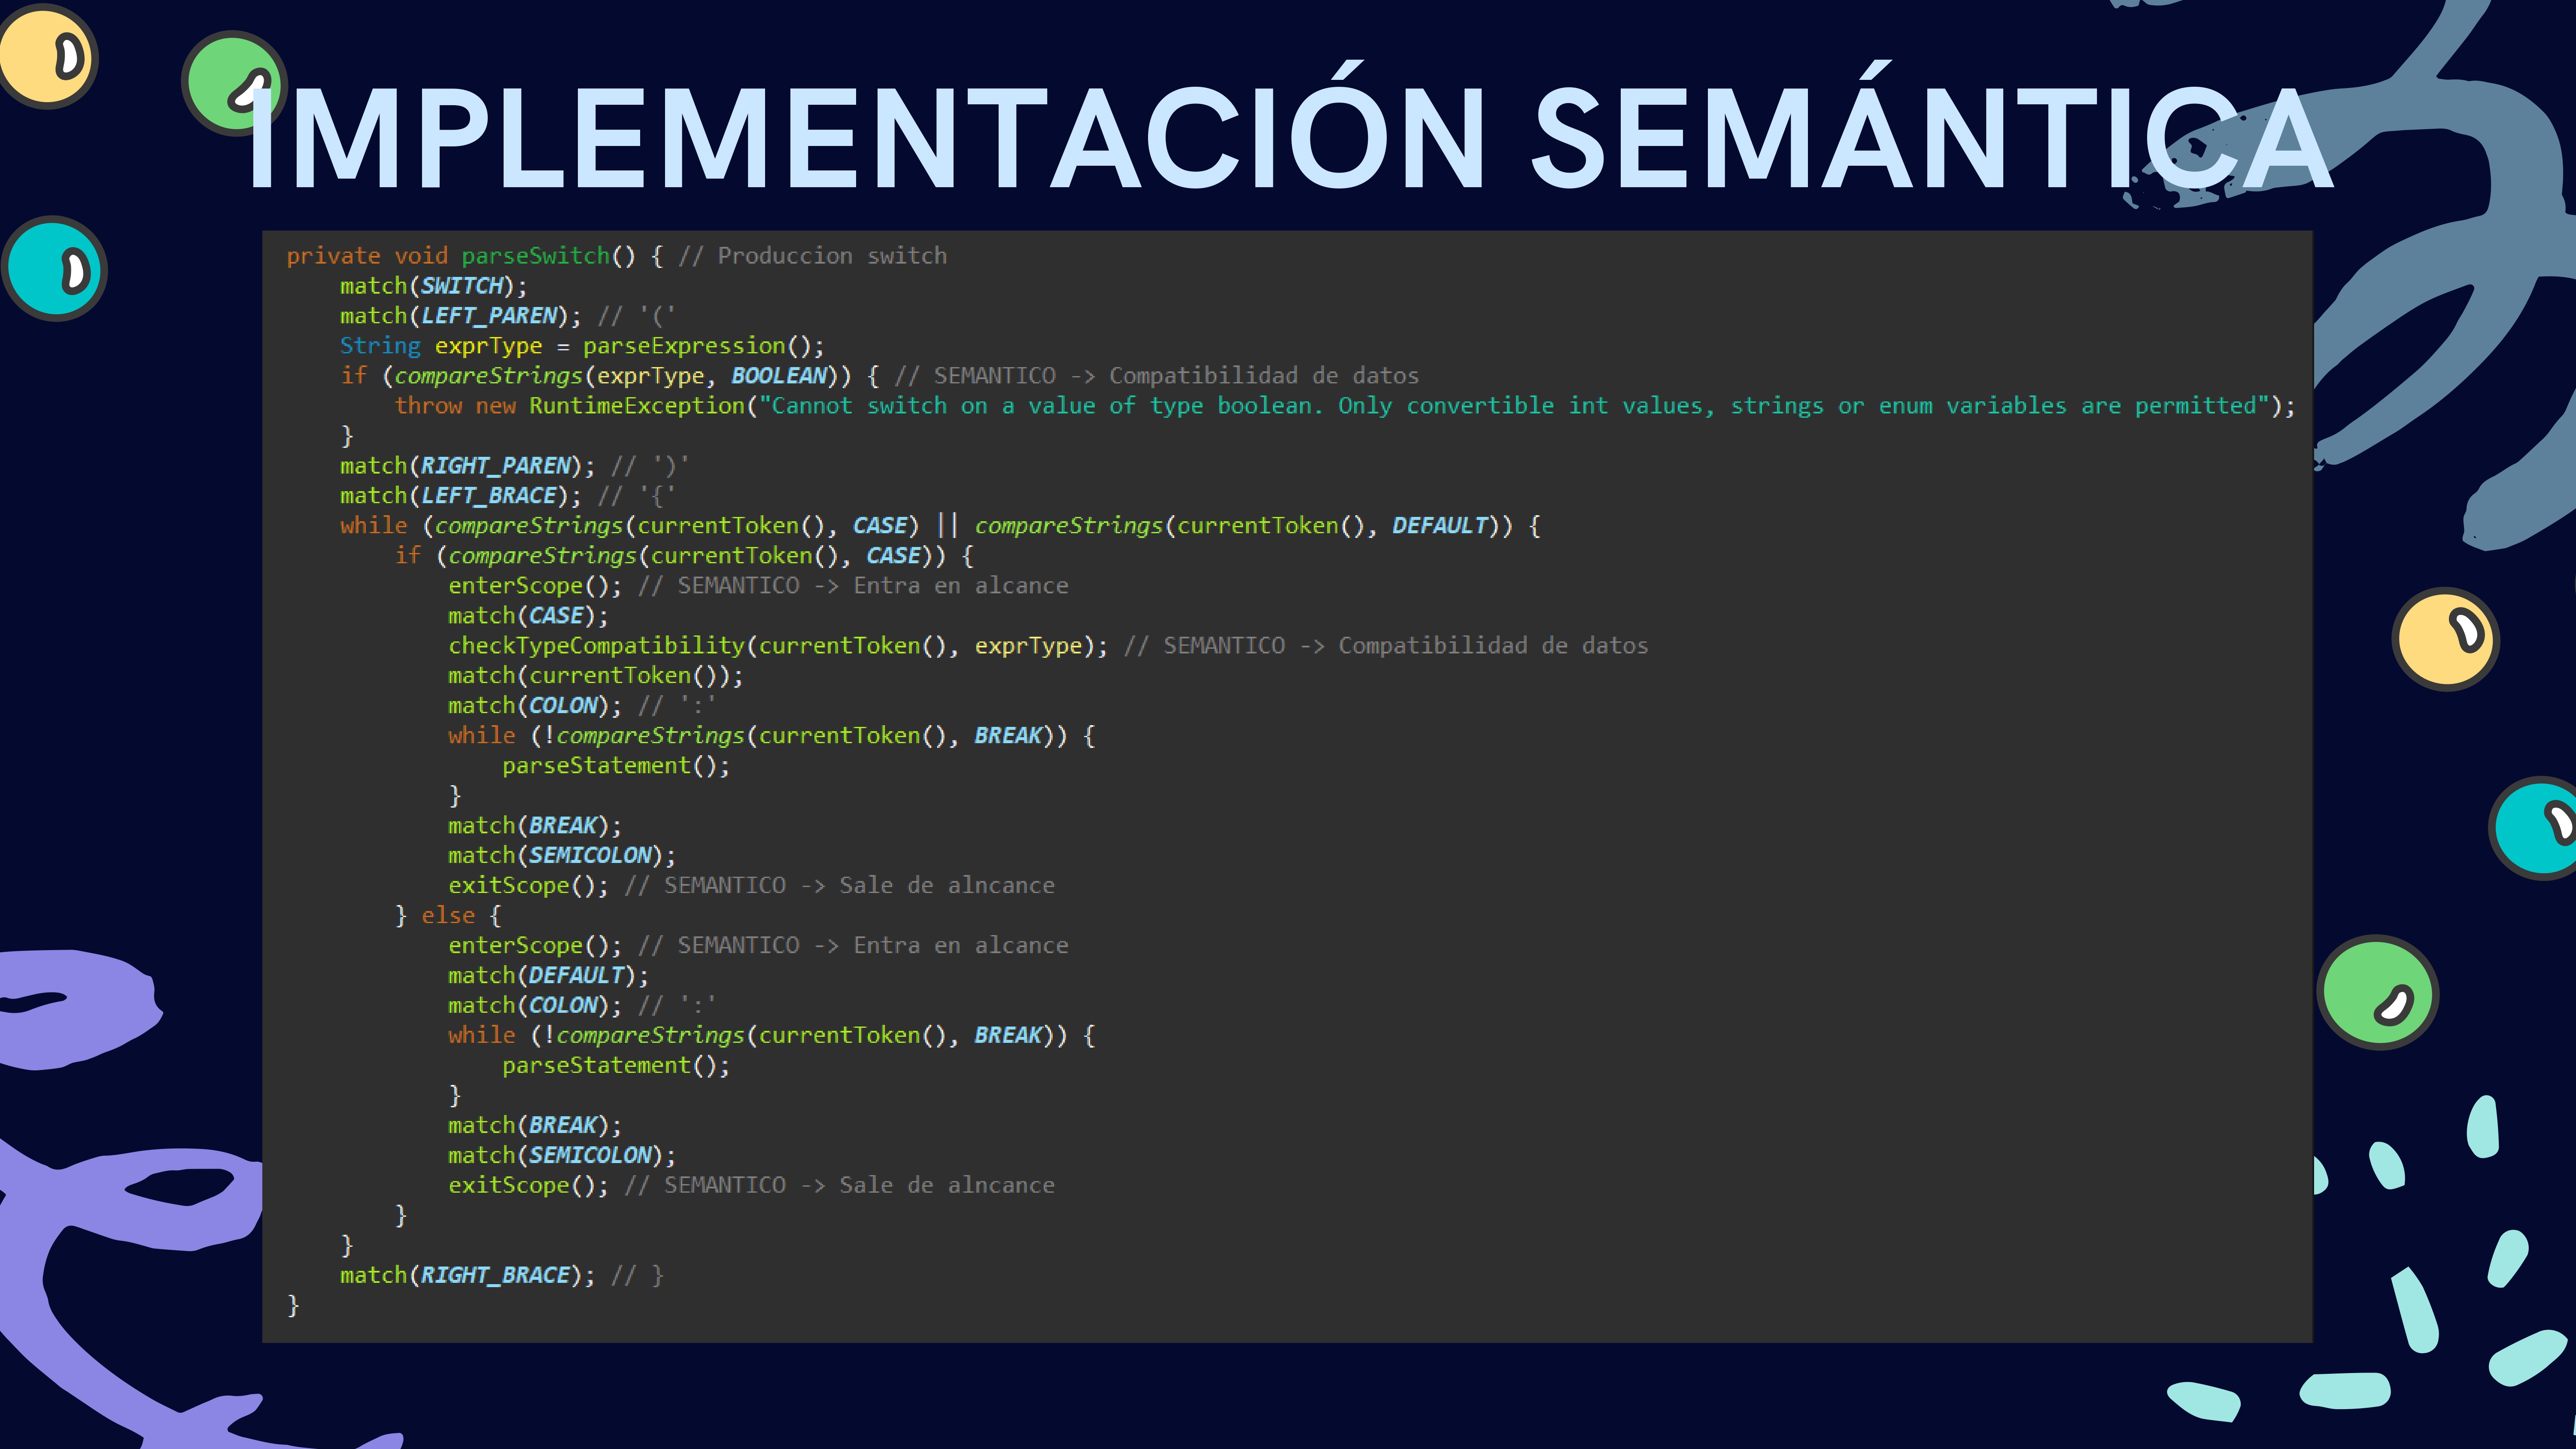 IMPLEMENTACIÓN SEMÁNTICA
private void parseSwitch() { // Produccion switch
    match(SWITCH);
    match(LEFT_PAREN); // '('
    String exprType = parseExpression();
    if (compareStrings(exprType, BOOLEAN)) { // SEMANTICO -> Compatibilidad de datos
        throw new RuntimeException("Cannot switch on a value of type boolean. Only convertible int values, strings or enum variables are permitted");
    }
    match(RIGHT_PAREN); // ')'
    match(LEFT_BRACE); // '{'
    while (compareStrings(currentToken(), CASE) || compareStrings(currentToken(), DEFAULT)) {
        if (compareStrings(currentToken(), CASE)) {
            enterScope(); // SEMANTICO -> Entra en alcance
            match(CASE);
            checkTypeCompatibility(currentToken(), exprType); // SEMANTICO -> Compatibilidad de datos
            match(currentToken());
            match(COLON); // ':'
            while (!compareStrings(currentToken(), BREAK)) {
                parseStatement();
            }
            match(BREAK);
            match(SEMICOLON);
            exitScope(); // SEMANTICO -> Sale de alncance
        } else {
            enterScope(); // SEMANTICO -> Entra en alcance
            match(DEFAULT);
            match(COLON); // ':'
            while (!compareStrings(currentToken(), BREAK)) {
                parseStatement();
            }
            match(BREAK);
            match(SEMICOLON);
            exitScope(); // SEMANTICO -> Sale de alncance
        }
    }
    match(RIGHT_BRACE); // }
}